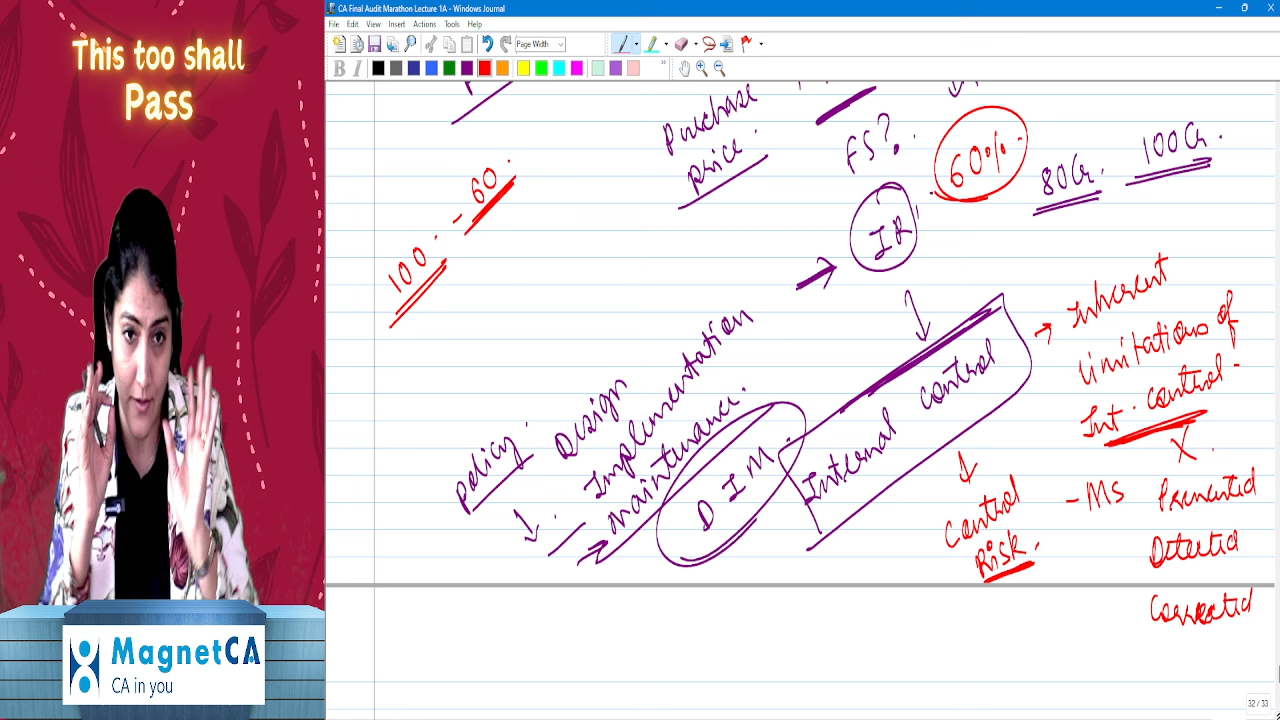 CA Final Audit Marathon Lecture 1A - Windows Journal
File Edit View Insert Actions Tools Help
Page Width
This too shall
Pass
Purchase
price.
FS?
60%
80Cr.
100Cr.
100. - 60.
IR
Inherent
limitations of
Int. control.
X
Internal control
Policy.
Design
Implementation
maintenance.
D I M.
Control
Risk.
- MS Prevented
Detected
Corrected
MagnetCA
CA in you
32 / 33